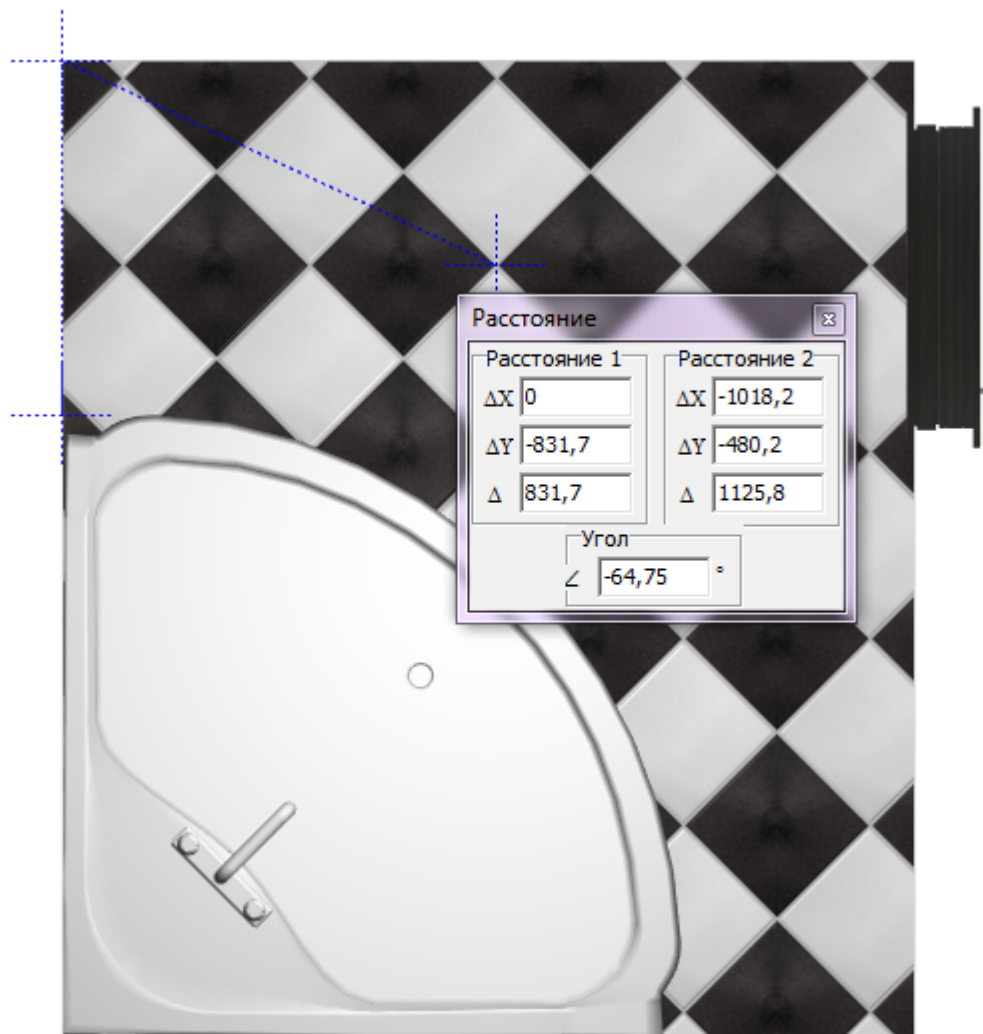 Расстояние
Расстояние 1 Расстояние 2
ΔX 0 ΔX -1018,2
ΔY -831,7 ΔY -480,2
Δ 831,7 Δ 1125,8
Угол
∠ -64,75 °